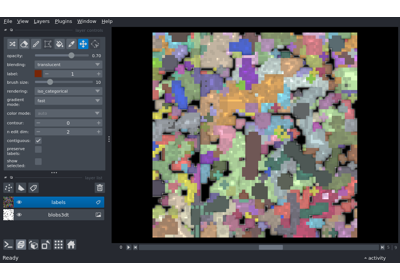 File View Layers Plugins Window Help
opacity: 0.70
blending: translucent
label: 1
brush size: 10
rendering: iso_categorical
gradient mode: fast
color mode:
contour: 0
n edit dim: 2
contiguous:
preserve labels:
show selected:
labels
blobs3dt
Ready
activity